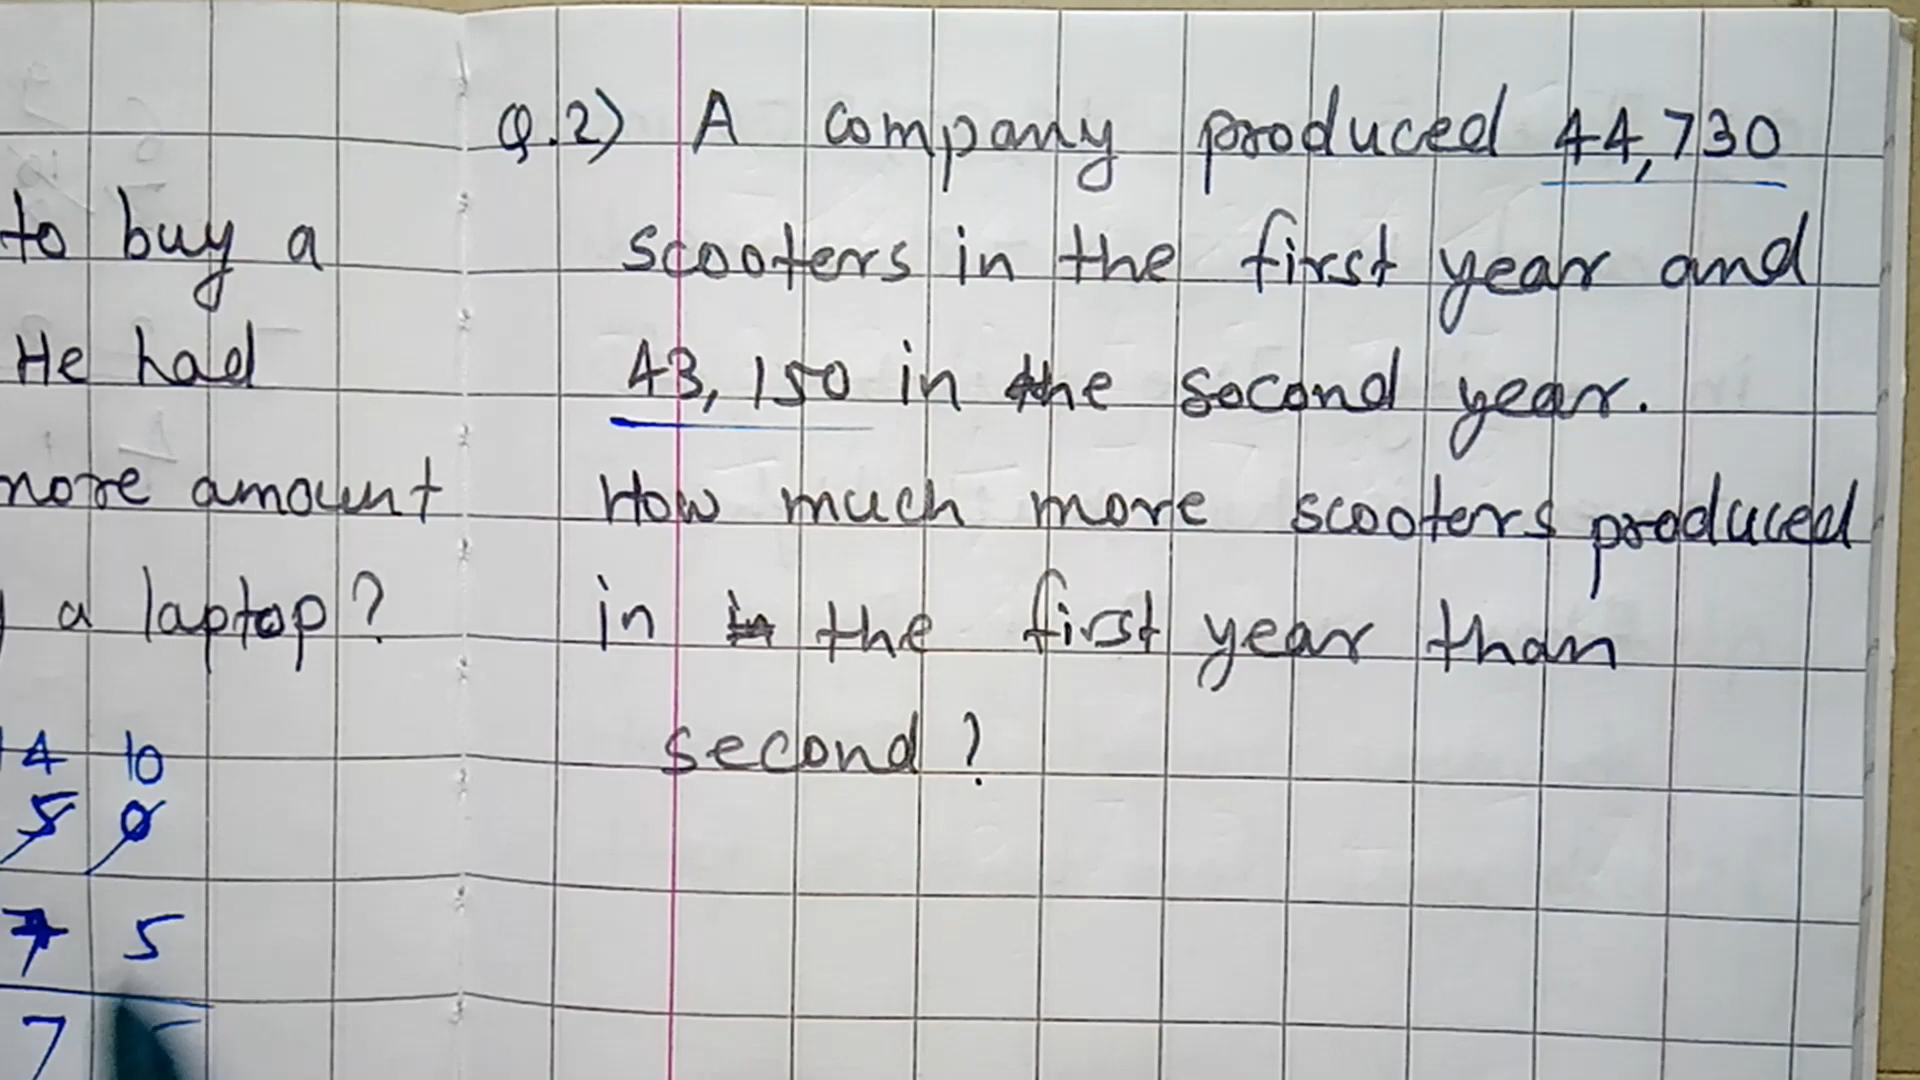 to buy a
He had
more amount
a laptop?
4 10
5 0
7 5
7
Q.2) A company produced 44,730
scooters in the first year and
43,150 in the second year.
How much more scooters produced
in the first year than
second?